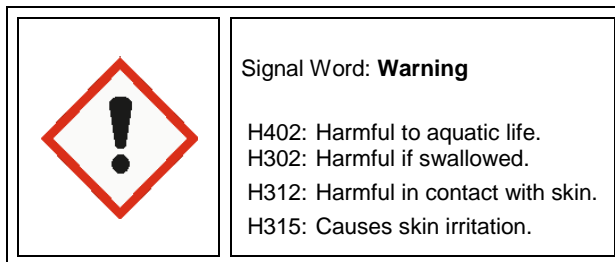 Signal Word: Warning
H402: Harmful to aquatic life.
H302: Harmful if swallowed.
H312: Harmful in contact with skin.
H315: Causes skin irritation.